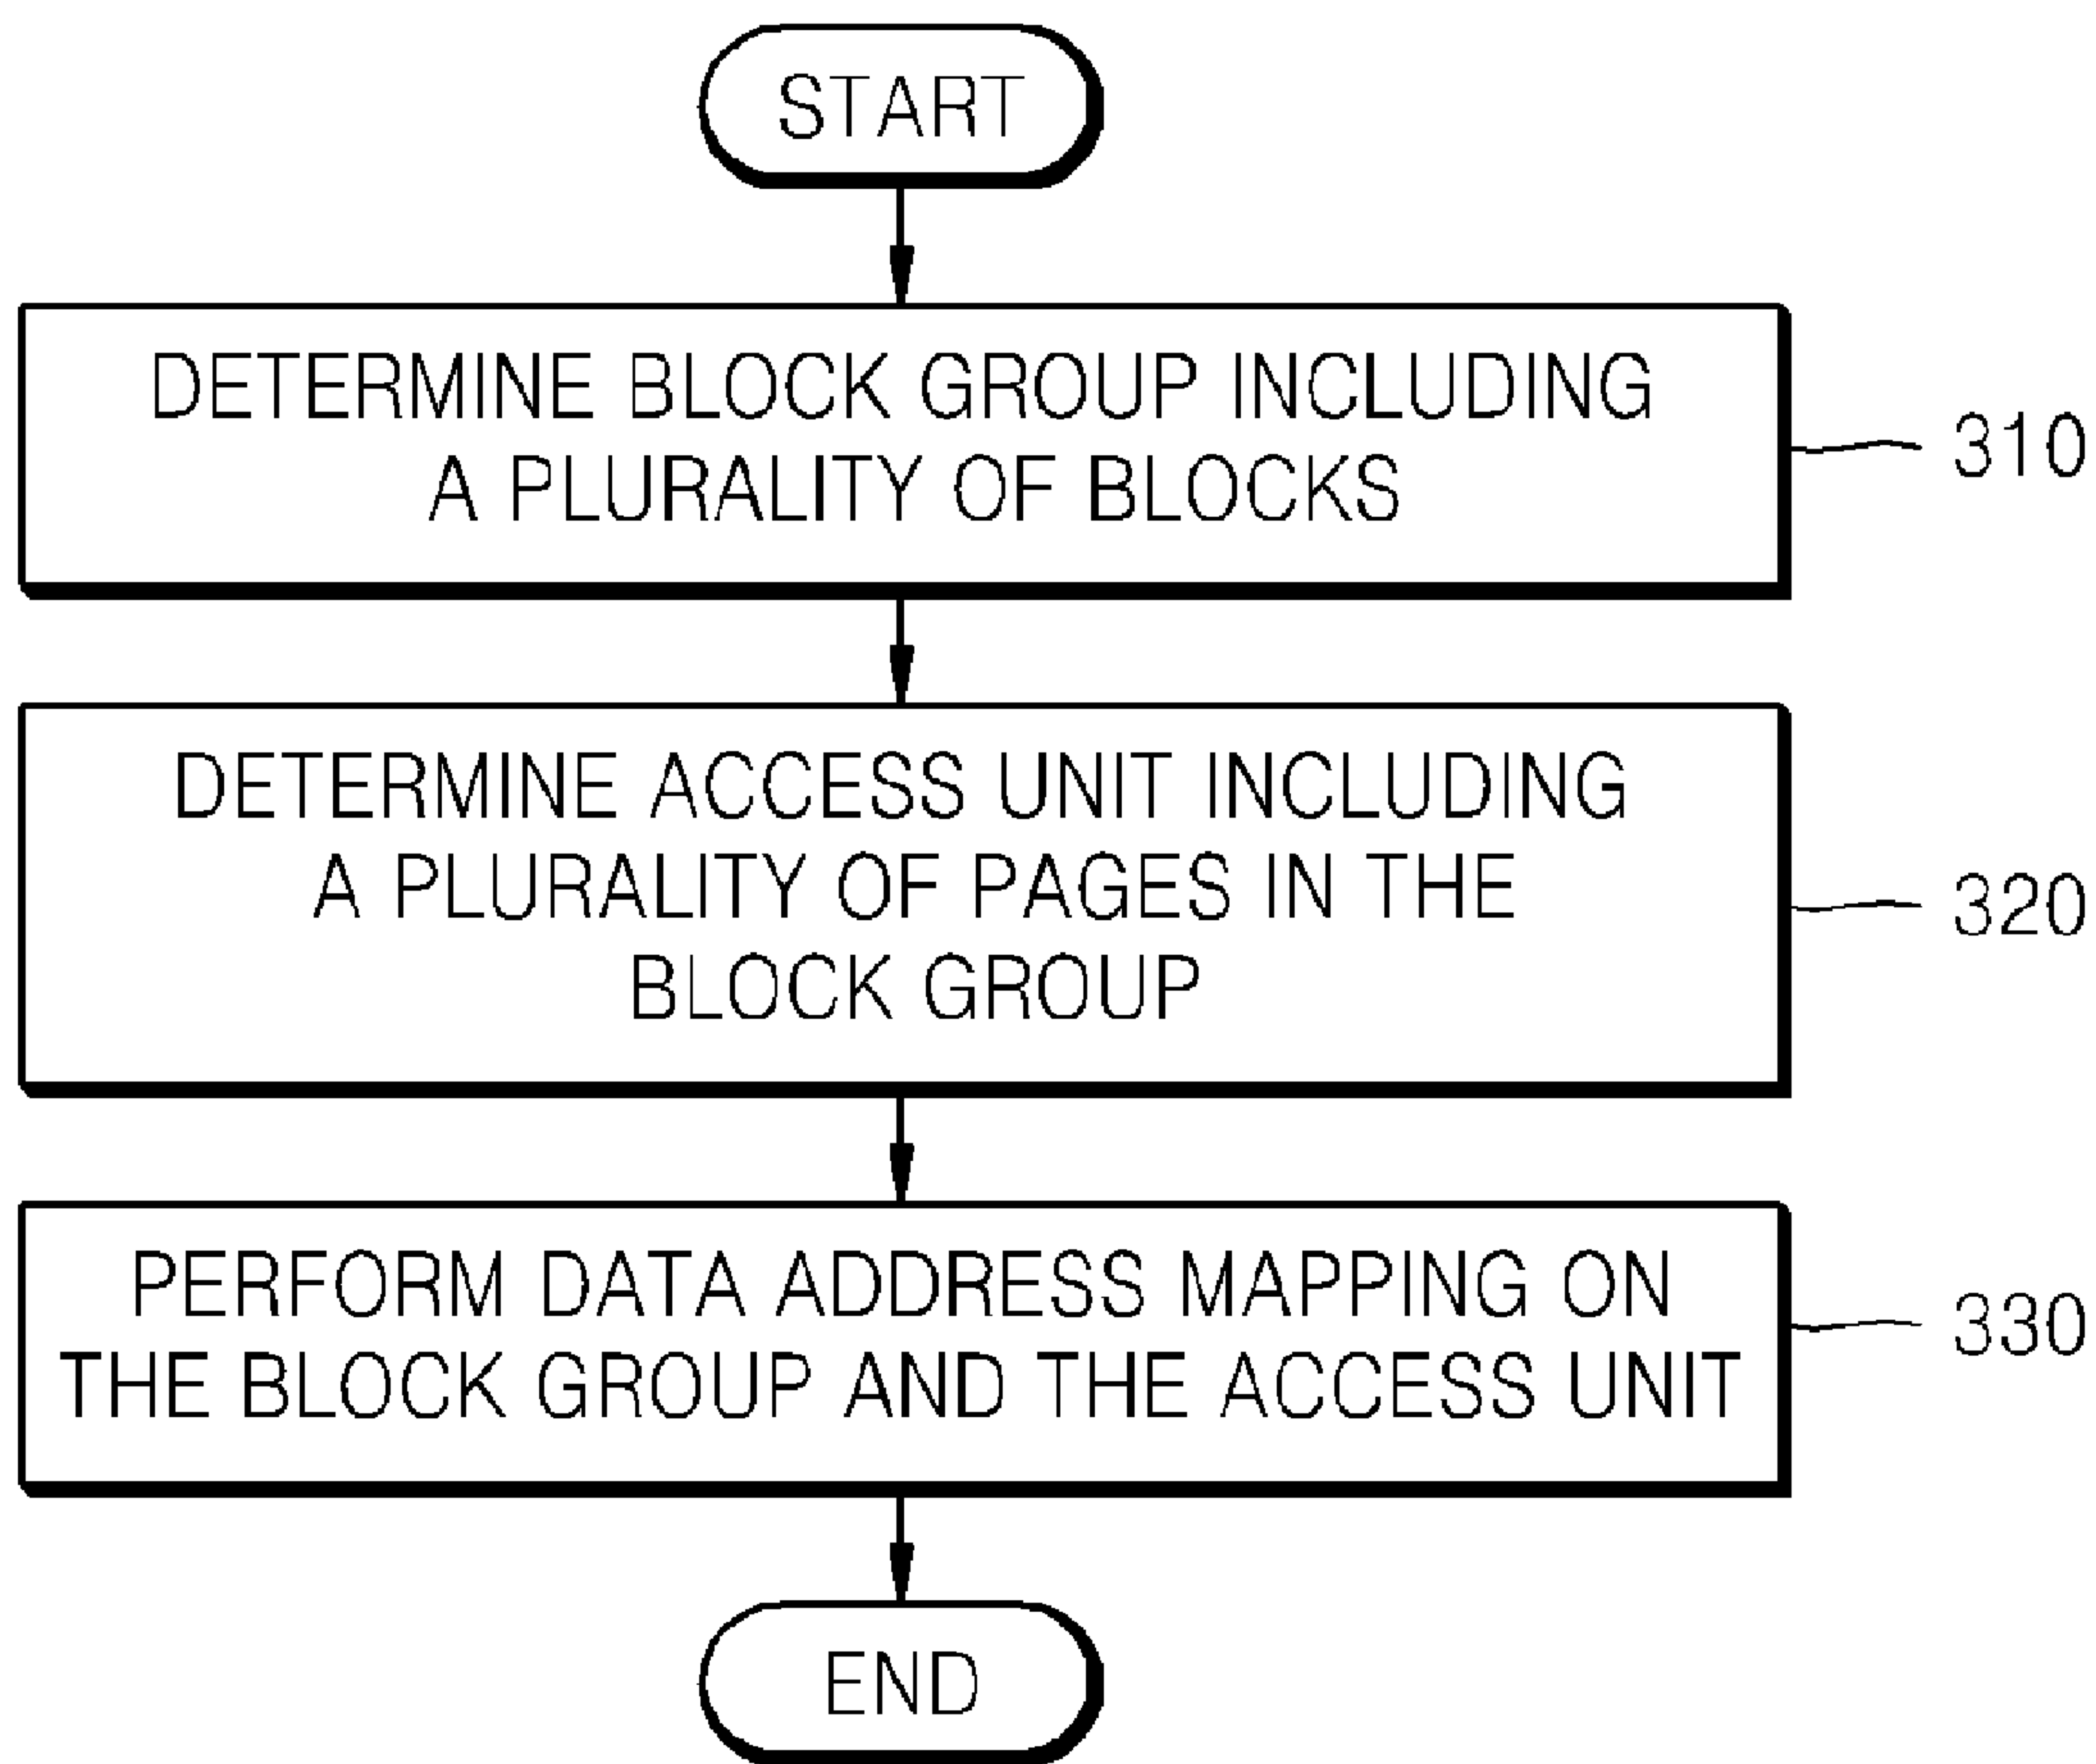 START
DETERMINE BLOCK GROUP INCLUDING
A PLURALITY OF BLOCKS
310
DETERMINE ACCESS UNIT INCLUDING
A PLURALITY OF PAGES IN THE
BLOCK GROUP
320
PERFORM DATA ADDRESS MAPPING ON
THE BLOCK GROUP AND THE ACCESS UNIT
330
END